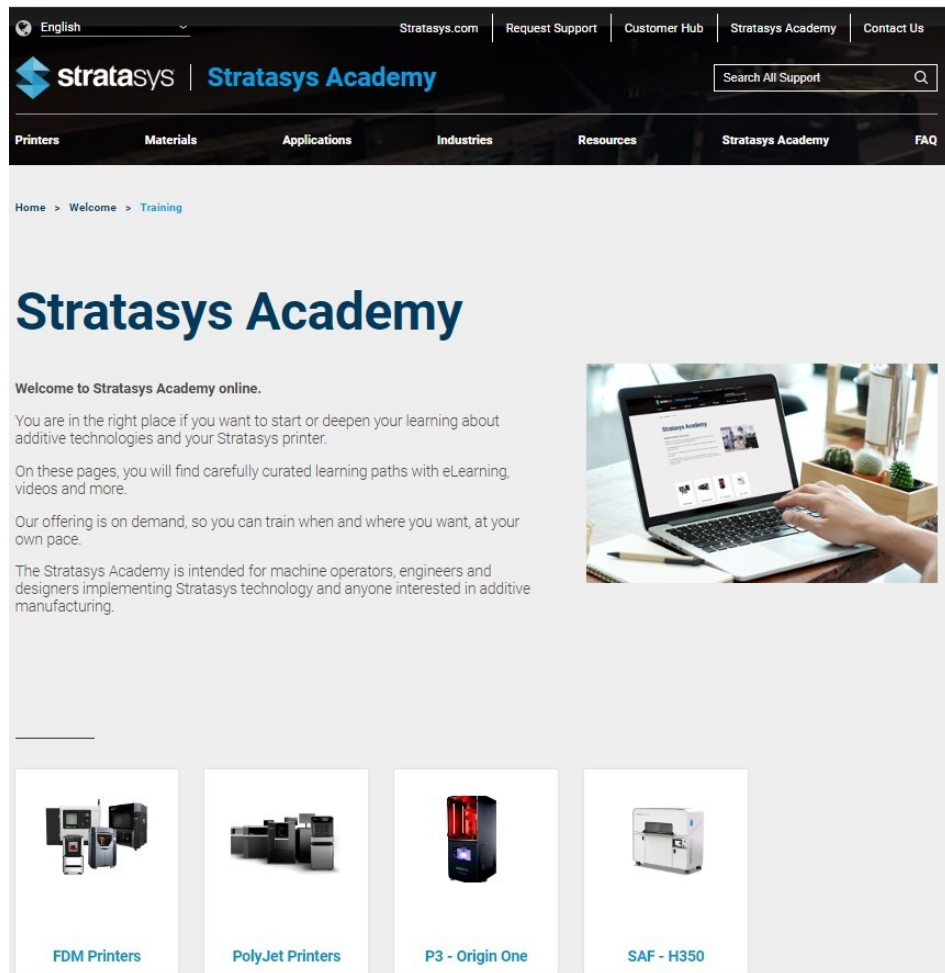 English
Stratasys.com
Request Support
Customer Hub
Stratasys Academy
Contact Us
stratasys
Stratasys Academy
Search All Support
Printers
Materials
Applications
Industries
Resources
Stratasys Academy
FAQ
Home > Welcome > Training
Stratasys Academy
Welcome to Stratasys Academy online.
You are in the right place if you want to start or deepen your learning about
additive technologies and your Stratasys printer.
On these pages, you will find carefully curated learning paths with eLearning,
videos and more.
Our offering is on demand, so you can train when and where you want, at your
own pace.
The Stratasys Academy is intended for machine operators, engineers and
designers implementing Stratasys technology and anyone interested in additive
manufacturing.
Stratasys Academy
FDM Printers
PolyJet Printers
P3 - Origin One
SAF - H350